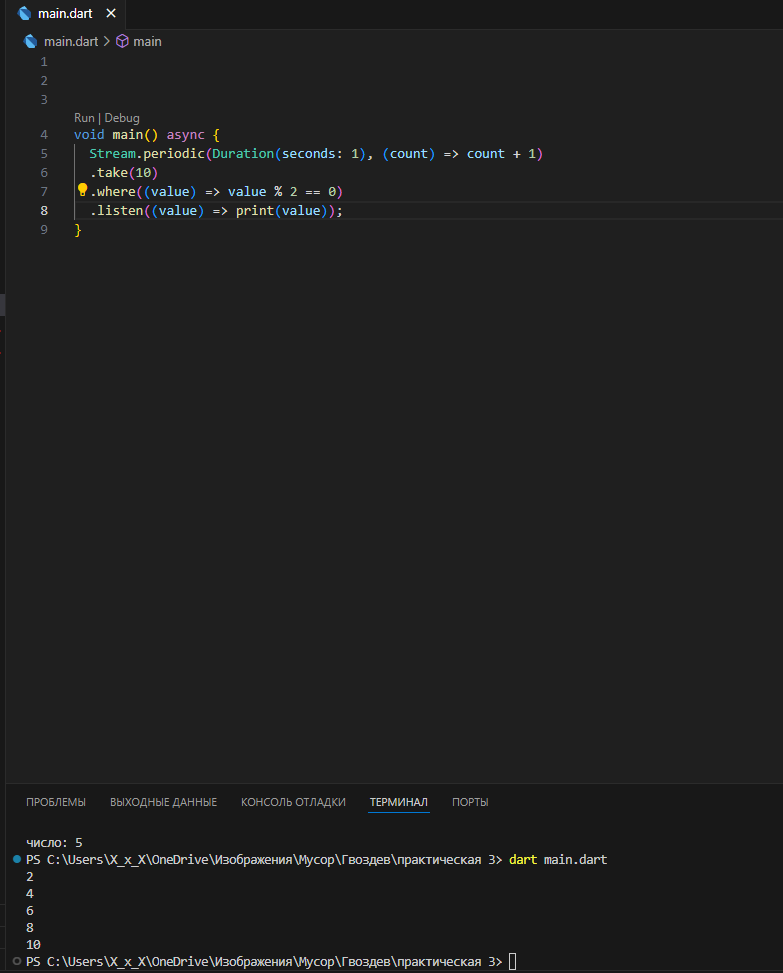 main.dart
main.dart > main
1
2
3
Run | Debug
4 void main() async {
5 Stream.periodic(Duration(seconds: 1), (count) => count + 1)
6 .take(10)
7 .where((value) => value % 2 == 0)
8 .listen((value) => print(value));
9 }
ПРОБЛЕМЫ ВЫХОДНЫЕ ДАННЫЕ КОНСОЛЬ ОТЛАДКИ ТЕРМИНАЛ ПОРТЫ
число: 5
PS C:\Users\X_x_X\OneDrive\Изображения\Мусор\Гвоздев\практическая 3> dart main.dart
2
4
6
8
10
PS C:\Users\X_x_X\OneDrive\Изображения\Мусор\Гвоздев\практическая 3>